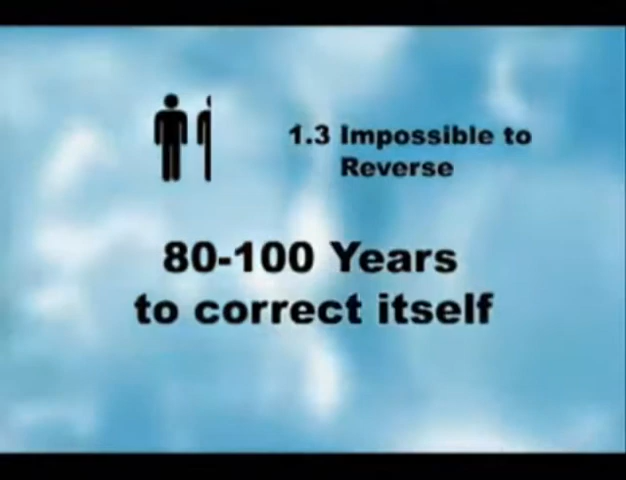 1.3 Impossible to
Reverse
80-100 Years
to correct itself